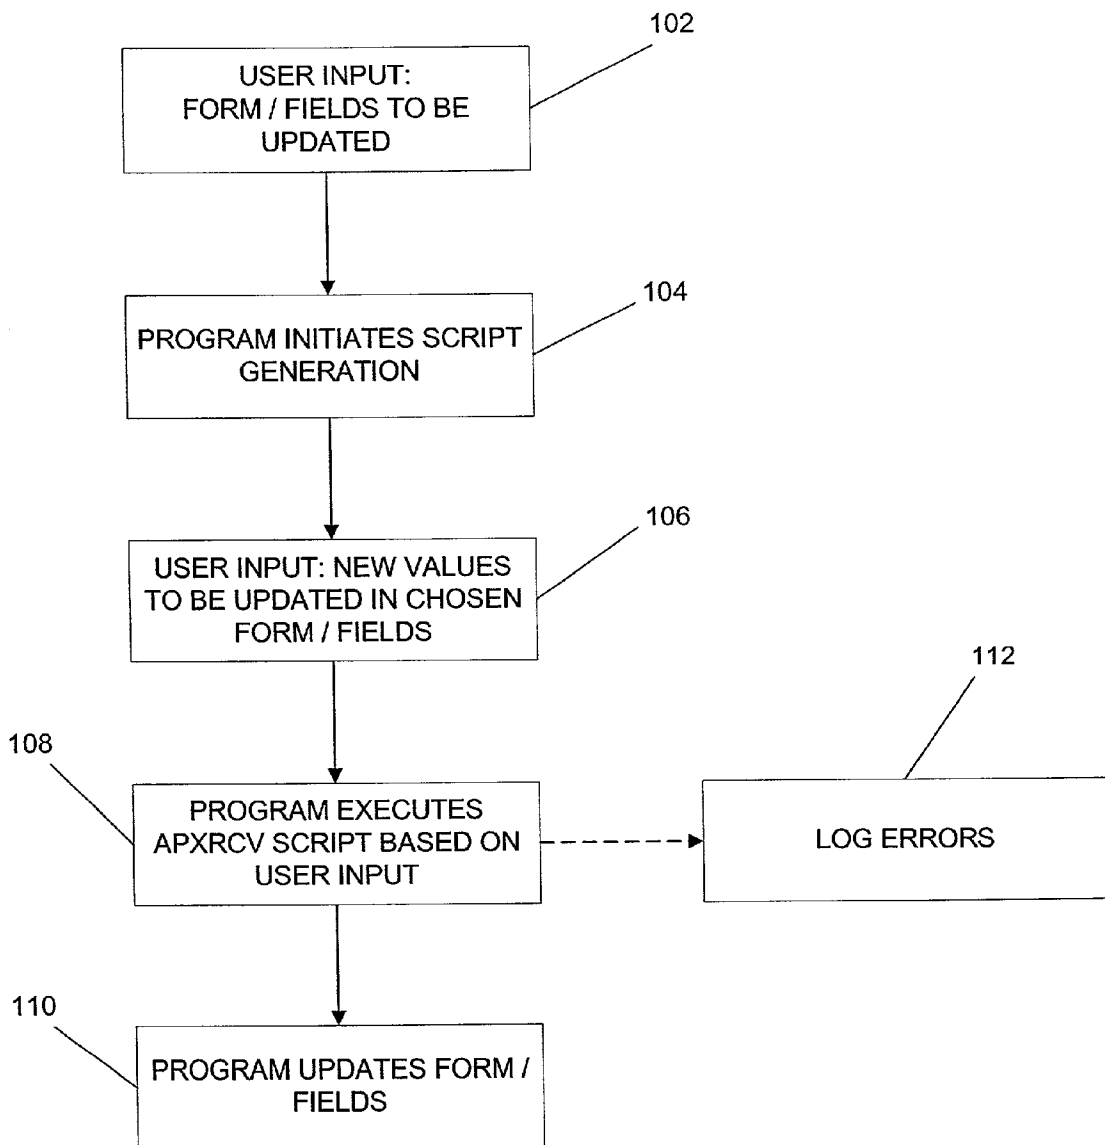 102
USER INPUT:
FORM / FIELDS TO BE
UPDATED
104
PROGRAM INITIATES SCRIPT
GENERATION
106
USER INPUT: NEW VALUES
TO BE UPDATED IN CHOSEN
FORM / FIELDS
112
108
PROGRAM EXECUTES
APXRCV SCRIPT BASED ON
USER INPUT
LOG ERRORS
110
PROGRAM UPDATES FORM /
FIELDS